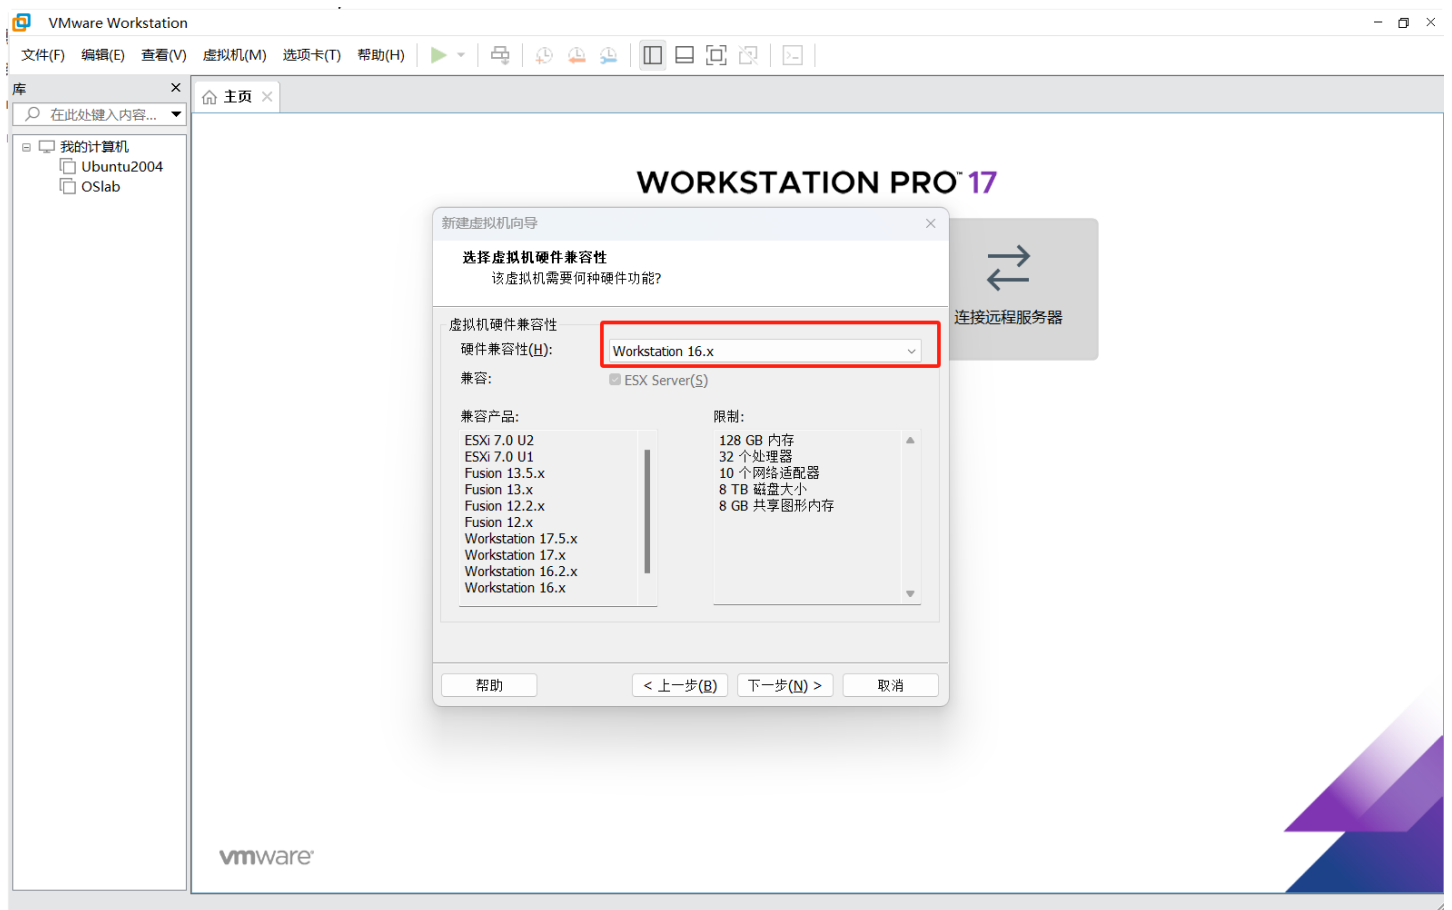 VMware Workstation
文件(F) 编辑(E) 查看(V) 虚拟机(M) 选项卡(T) 帮助(H)
库
主页
在此处键入内容...
我的计算机
Ubuntu2004
OSlab
WORKSTATION PRO™ 17
连接远程服务器
新建虚拟机向导
选择虚拟机硬件兼容性
该虚拟机需要何种硬件功能?
虚拟机硬件兼容性
硬件兼容性(H): Workstation 16.x
兼容: ESX Server(S)
兼容产品:
ESXi 7.0 U2
ESXi 7.0 U1
Fusion 13.5.x
Fusion 13.x
Fusion 12.2.x
Fusion 12.x
Workstation 17.5.x
Workstation 17.x
Workstation 16.2.x
Workstation 16.x
限制:
128 GB 内存
32 个处理器
10 个网络适配器
8 TB 磁盘大小
8 GB 共享图形内存
帮助 < 上一步(B) 下一步(N) > 取消
vmware®